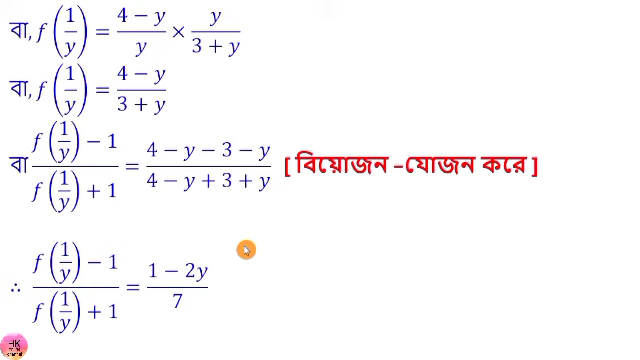 বা, f(1/y) = (4 − y)/y × y/(3 + y)
বা, f(1/y) = (4 − y)/(3 + y)
বা (f(1/y) − 1)/(f(1/y) + 1) = (4 − y − 3 − y)/(4 − y + 3 + y) [ বিয়োজন –যোজন করে ]
∴ (f(1/y) − 1)/(f(1/y) + 1) = (1 − 2y)/7
HK